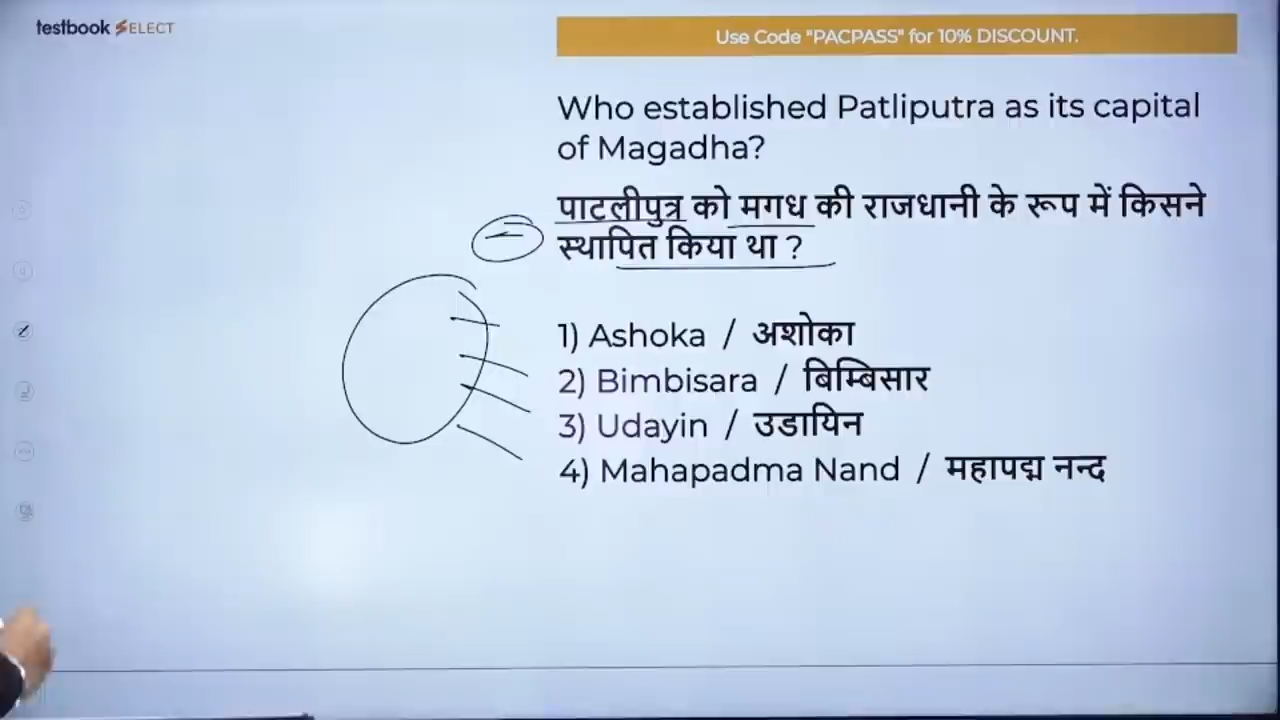 testbook SELECT
Use Code "PACPASS" for 10% DISCOUNT.
Who established Patliputra as its capital
of Magadha?
पाटलीपुत्र को मगध की राजधानी के रूप में किसने
स्थापित किया था ?
1) Ashoka / अशोका
2) Bimbisara / बिम्बिसार
3) Udayin / उडायिन
4) Mahapadma Nand / महापद्म नन्द